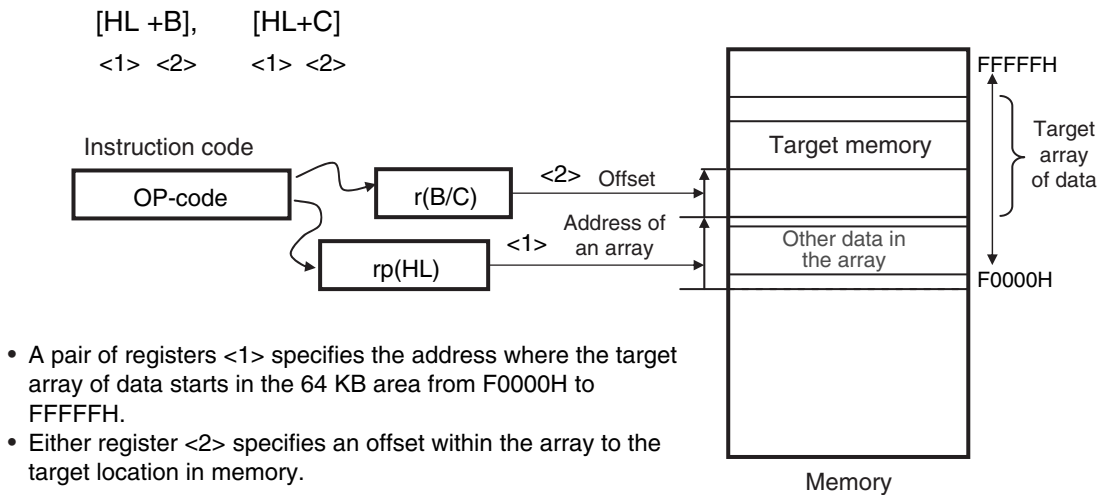 [HL +B], [HL+C]
<1> <2> <1> <2>
Instruction code
OP-code
r(B/C)
<2> Offset
rp(HL)
<1>
Address of
an array
FFFFFH
Target memory
Target
array
of data
Other data in
the array
F0000H
Memory
• A pair of registers <1> specifies the address where the target
array of data starts in the 64 KB area from F0000H to
FFFFFH.
• Either register <2> specifies an offset within the array to the
target location in memory.